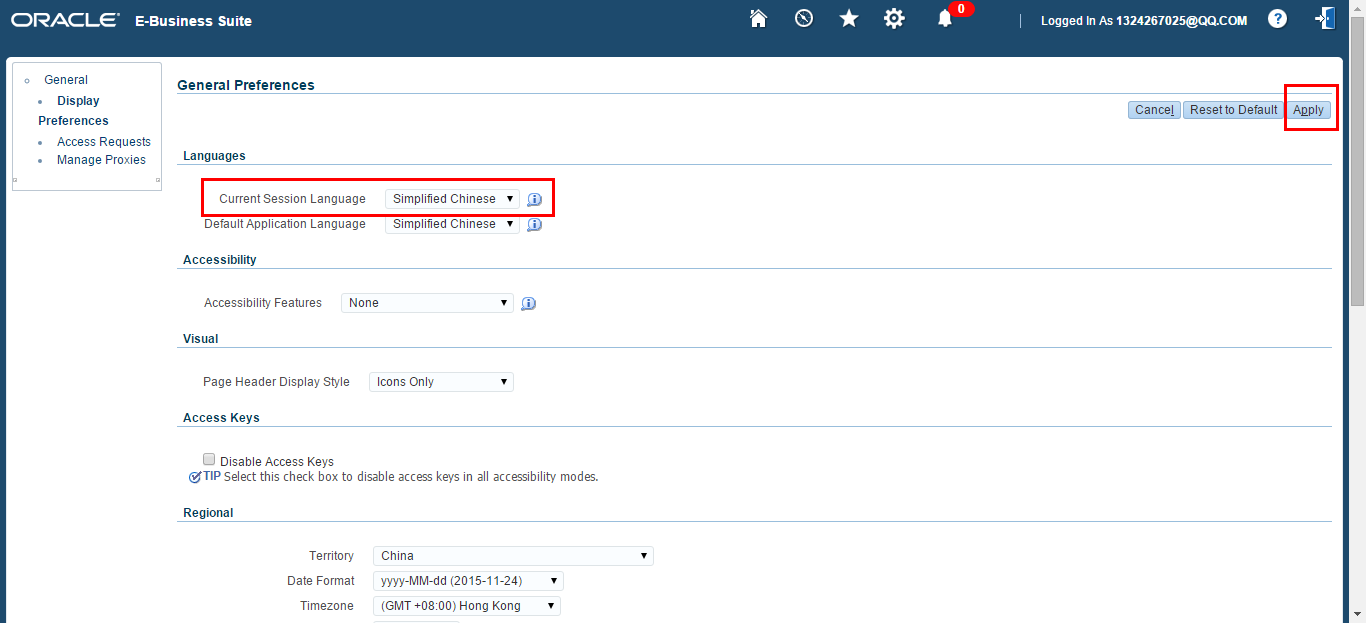 ORACLE® E-Business Suite
0
Logged In As 1324267025@QQ.COM
?
General
Display
Preferences
Access Requests
Manage Proxies
General Preferences
Cancel Reset to Default Apply
Languages
Current Session Language Simplified Chinese
Default Application Language Simplified Chinese
Accessibility
Accessibility Features None
Visual
Page Header Display Style Icons Only
Access Keys
Disable Access Keys
TIP Select this check box to disable access keys in all accessibility modes.
Regional
Territory China
Date Format yyyy-MM-dd (2015-11-24)
Timezone (GMT +08:00) Hong Kong